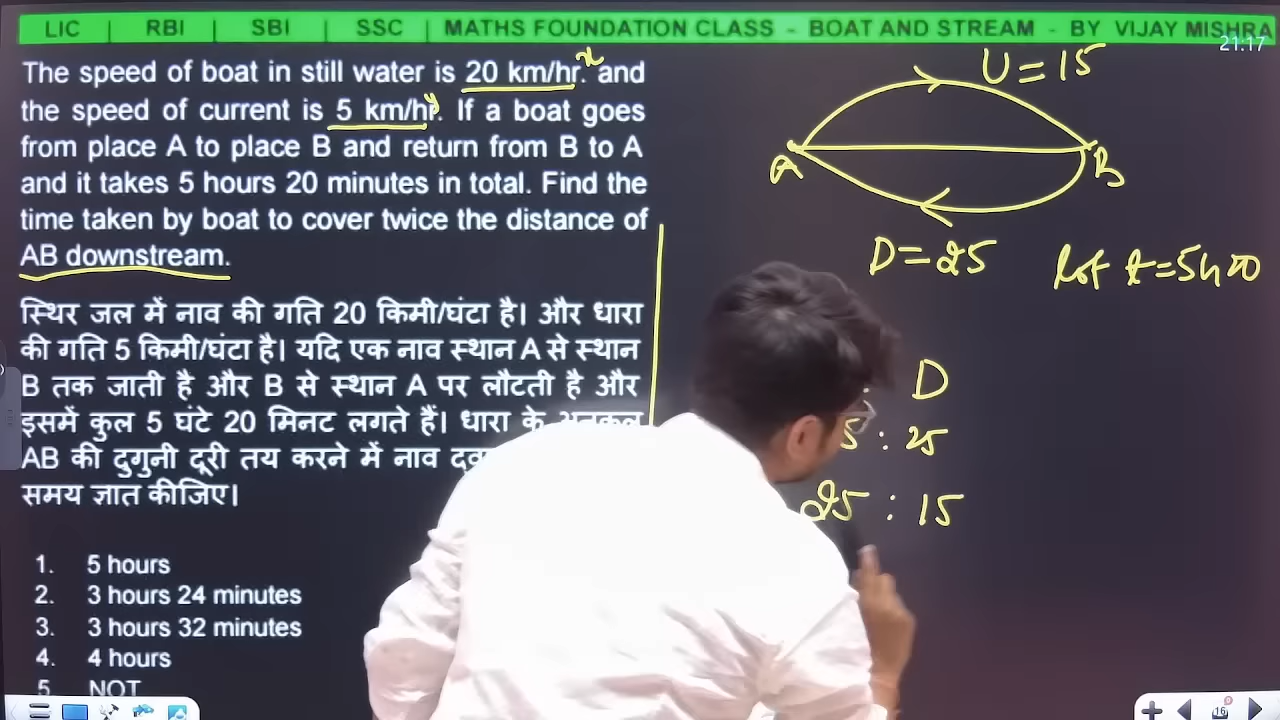 LIC | RBI | SBI | SSC | MATHS FOUNDATION CLASS - BOAT AND STREAM - BY VIJAY MISHRA
21:17
The speed of boat in still water is 20 km/hr. and
the speed of current is 5 km/hr. If a boat goes
from place A to place B and return from B to A
and it takes 5 hours 20 minutes in total. Find the
time taken by boat to cover twice the distance of
AB downstream.
स्थिर जल में नाव की गति 20 किमी/घंटा है। और धारा
की गति 5 किमी/घंटा है। यदि एक नाव स्थान A से स्थान
B तक जाती है और B से स्थान A पर लौटती है और
इसमें कुल 5 घंटे 20 मिनट लगते हैं। धारा के अनुकूल
AB की दुगुनी दूरी तय करने में नाव
समय ज्ञात कीजिए।
1. 5 hours
2. 3 hours 24 minutes
3. 3 hours 32 minutes
4. 4 hours
5 NOT
x
y
U = 15
A
B
D = 25
: D
5 : 25
25 : 15
16